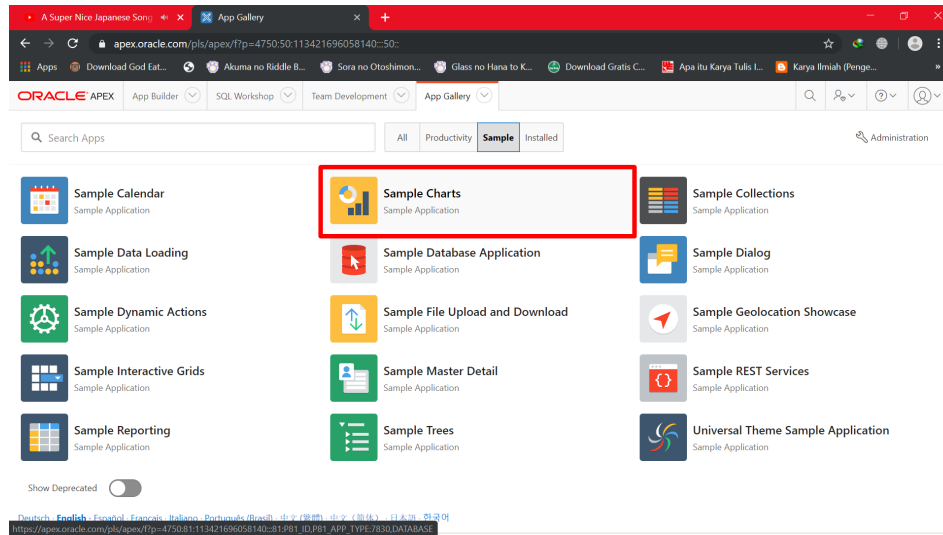 A Super Nice Japanese Song
App Gallery
apex.oracle.com/pls/apex/f?p=4750:50:113421696058140:::50::
Apps Download God Eat... Akuma no Riddle B... Sora no Otoshimon... Glass no Hana to K... Download Gratis C... Apa itu Karya Tulis I... Karya Ilmiah (Penge... »
ORACLE APEX App Builder SQL Workshop Team Development App Gallery
Search Apps All Productivity Sample Installed Administration
Sample Calendar
Sample Application
Sample Charts
Sample Application
Sample Collections
Sample Application
Sample Data Loading
Sample Application
Sample Database Application
Sample Application
Sample Dialog
Sample Application
Sample Dynamic Actions
Sample Application
Sample File Upload and Download
Sample Application
Sample Geolocation Showcase
Sample Application
Sample Interactive Grids
Sample Application
Sample Master Detail
Sample Application
Sample REST Services
Sample Application
Sample Reporting
Sample Application
Sample Trees
Sample Application
Universal Theme Sample Application
Sample Application
Show Deprecated
Deutsch English Español Français Italiano Português (Brasil) 中文 (繁體) 中文（简体） 日本語 한국어
https://apex.oracle.com/pls/apex/f?p=4750:81:113421696058140:::81:P81_ID,P81_APP_TYPE:7830,DATABASE